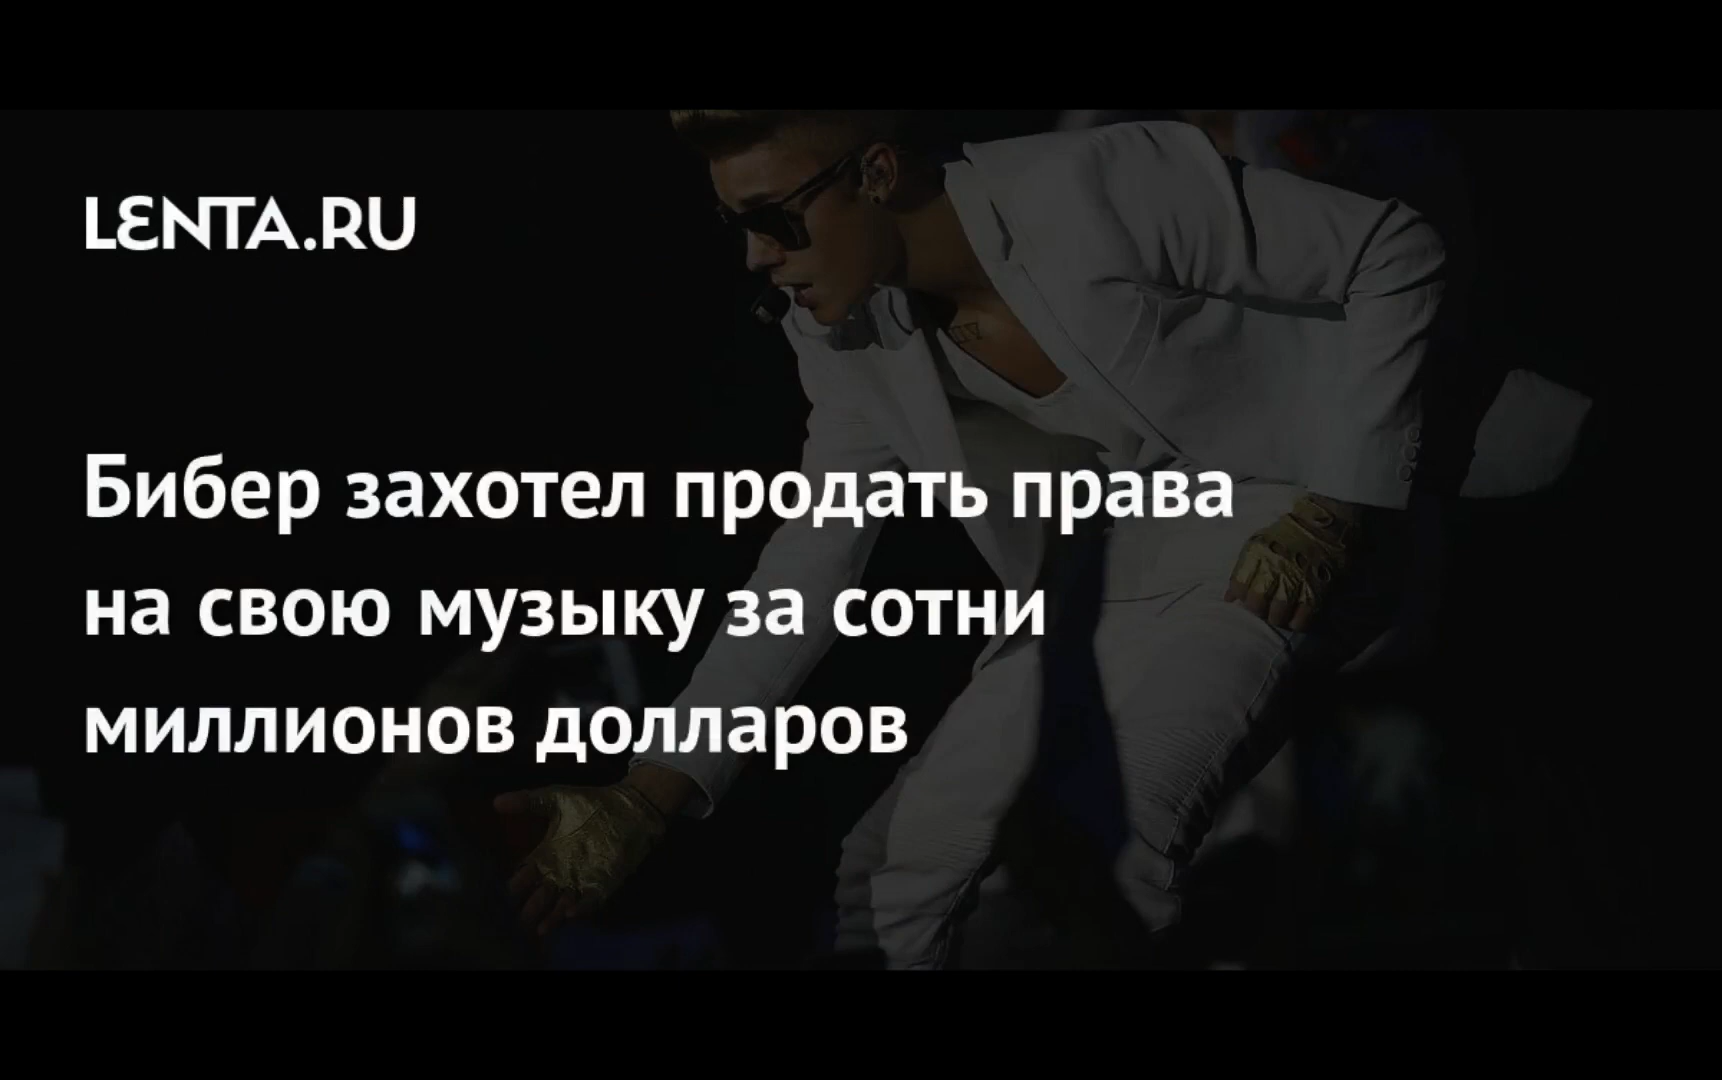 LENTA.RU
Бибер захотел продать права
на свою музыку за сотни
миллионов долларов